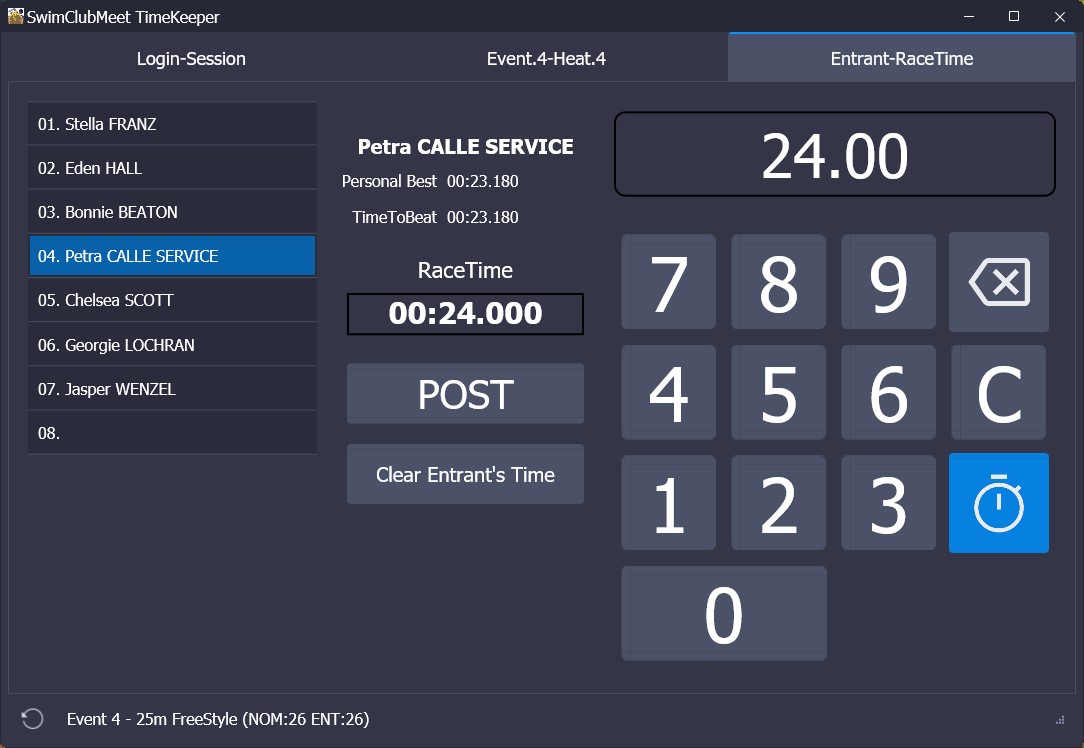 SwimClubMeet TimeKeeper
Login-Session
Event.4-Heat.4
Entrant-RaceTime
01. Stella FRANZ
02. Eden HALL
03. Bonnie BEATON
04. Petra CALLE SERVICE
05. Chelsea SCOTT
06. Georgie LOCHRAN
07. Jasper WENZEL
08.
Petra CALLE SERVICE
Personal Best 00:23.180
TimeToBeat 00:23.180
RaceTime
00:24.000
POST
Clear Entrant's Time
24.00
7 8 9
4 5 6 C
1 2 3
0
Event 4 - 25m FreeStyle (NOM:26 ENT:26)